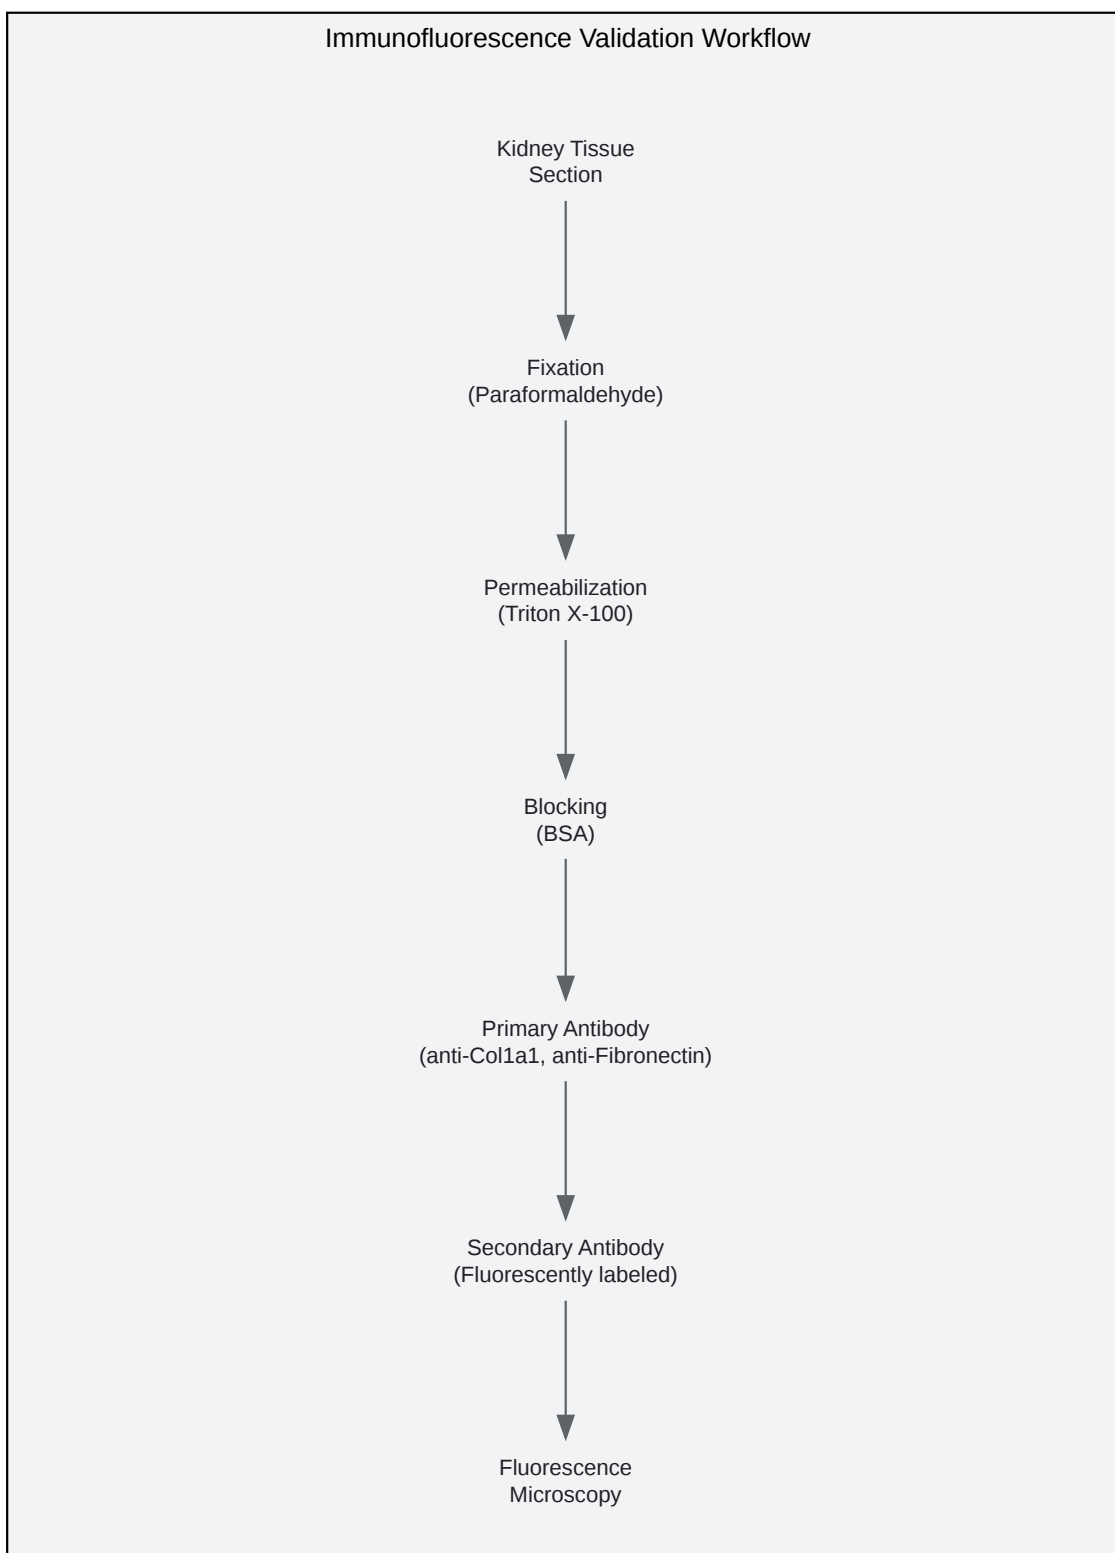 Immunofluorescence Validation Workflow
Kidney Tissue
Section
Fixation
(Paraformaldehyde)
Permeabilization
(Triton X-100)
Blocking
(BSA)
Primary Antibody
(anti-Col1a1, anti-Fibronectin)
Secondary Antibody
(Fluorescently labeled)
Fluorescence
Microscopy